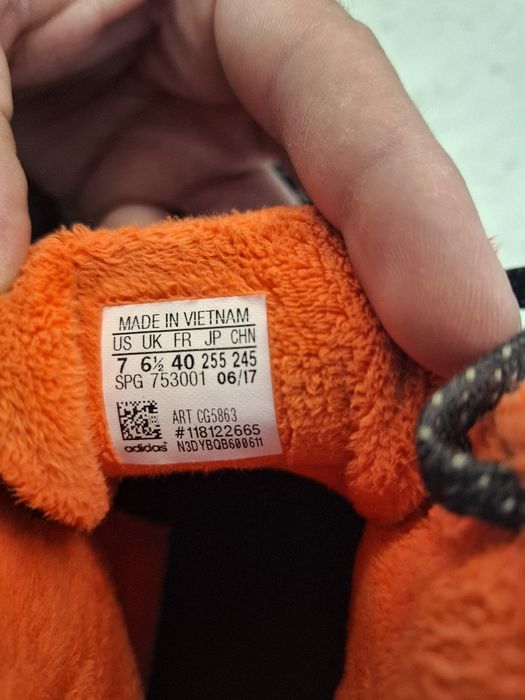 MADE IN VIETNAM
US UK FR JP CHN
7 6½ 40 255 245
SPG 753001 06/17
ART CG5863
#118122665
adidas N3DYBQB600611